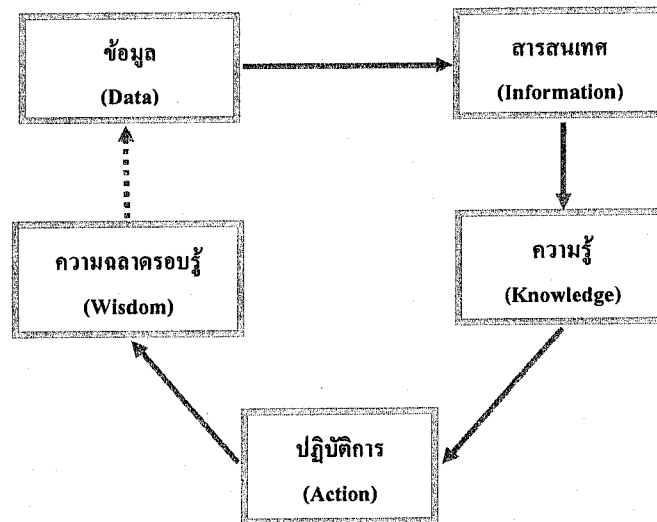 ข้อมูล
(Data)
สารสนเทศ
(Information)
ความรู้
(Knowledge)
ปฏิบัติการ
(Action)
ความฉลาดรอบรู้
(Wisdom)